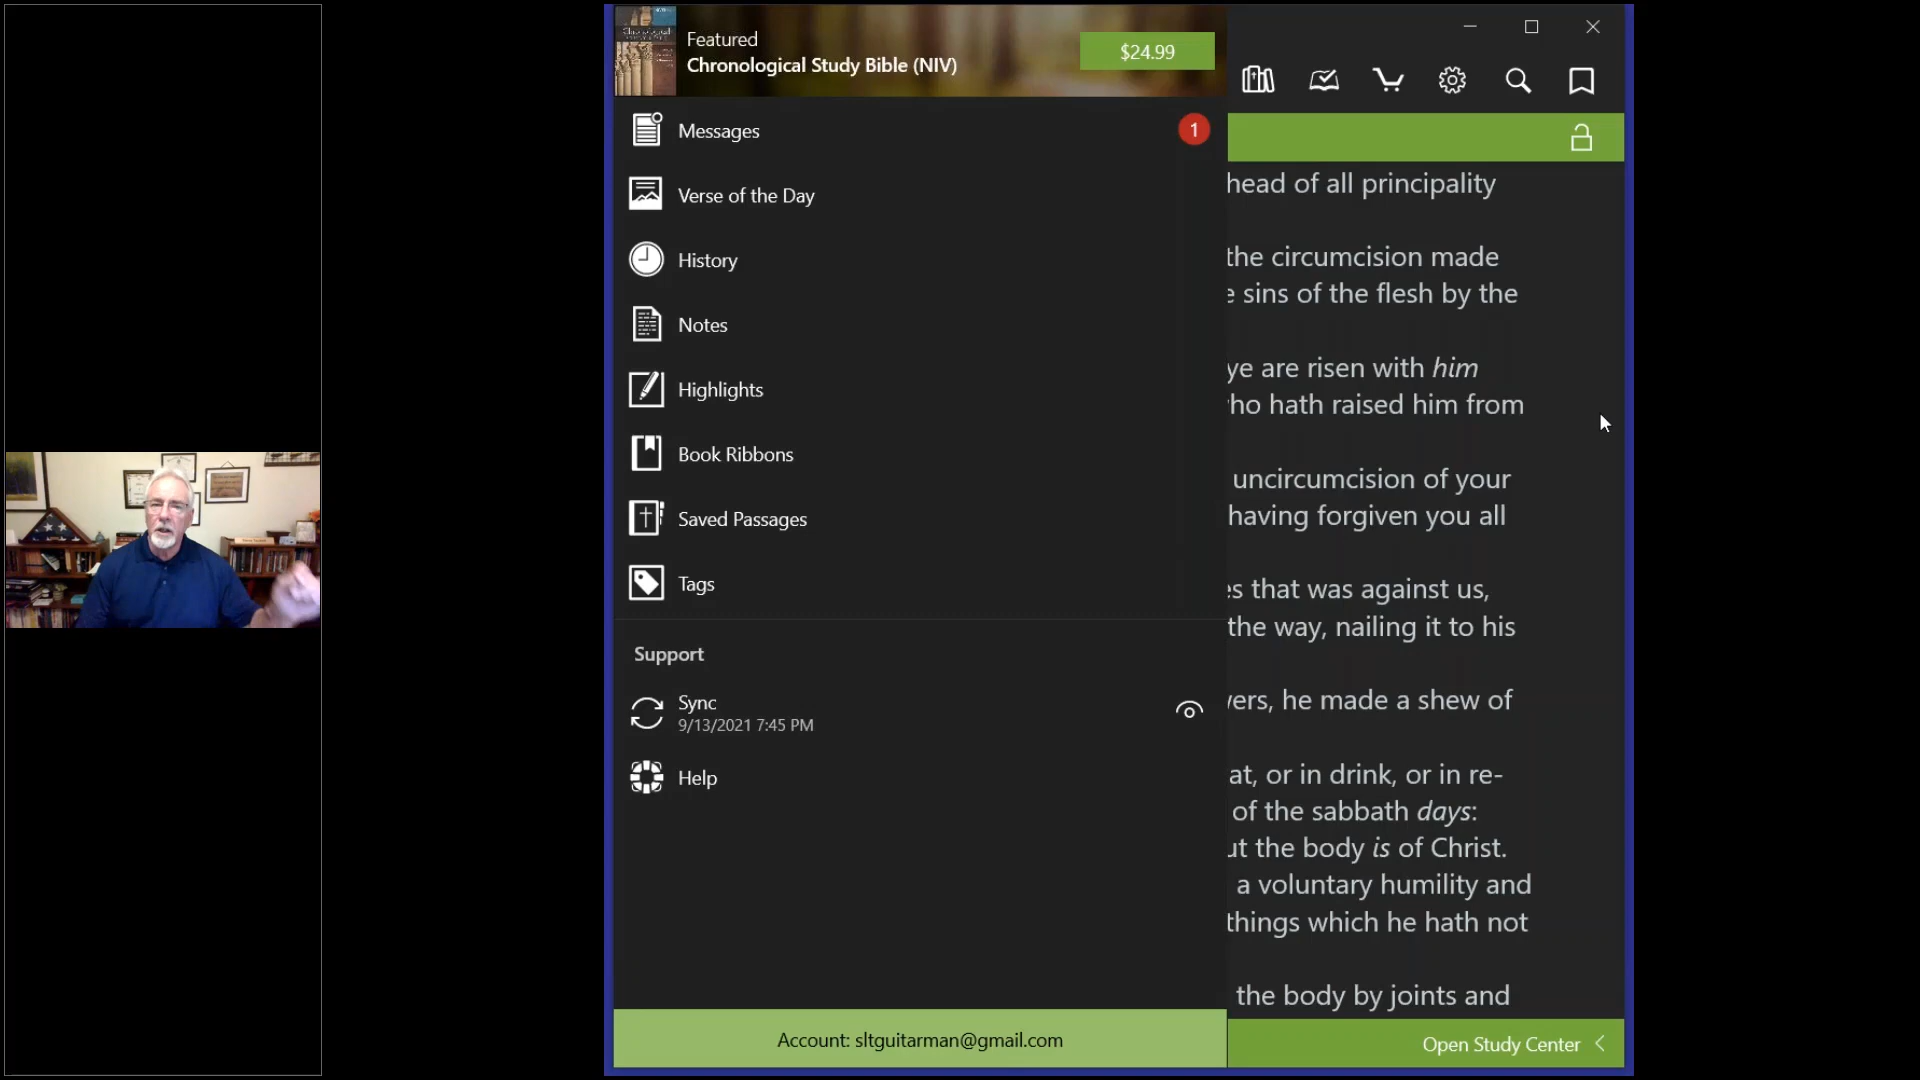 Featured
Chronological Study Bible (NIV)
$24.99
Messages
1
Verse of the Day
History
Notes
Highlights
Book Ribbons
Saved Passages
Tags
Support
Sync
9/13/2021 7:45 PM
Help
Account: sltguitarman@gmail.com
head of all principality
the circumcision made
sins of the flesh by the
ye are risen with him
hath raised him from
uncircumcision of your
having forgiven you all
that was against us,
the way, nailing it to his
he made a shew of
or in drink, or in re-
of the sabbath days:
the body is of Christ.
a voluntary humility and
things which he hath not
the body by joints and
Open Study Center